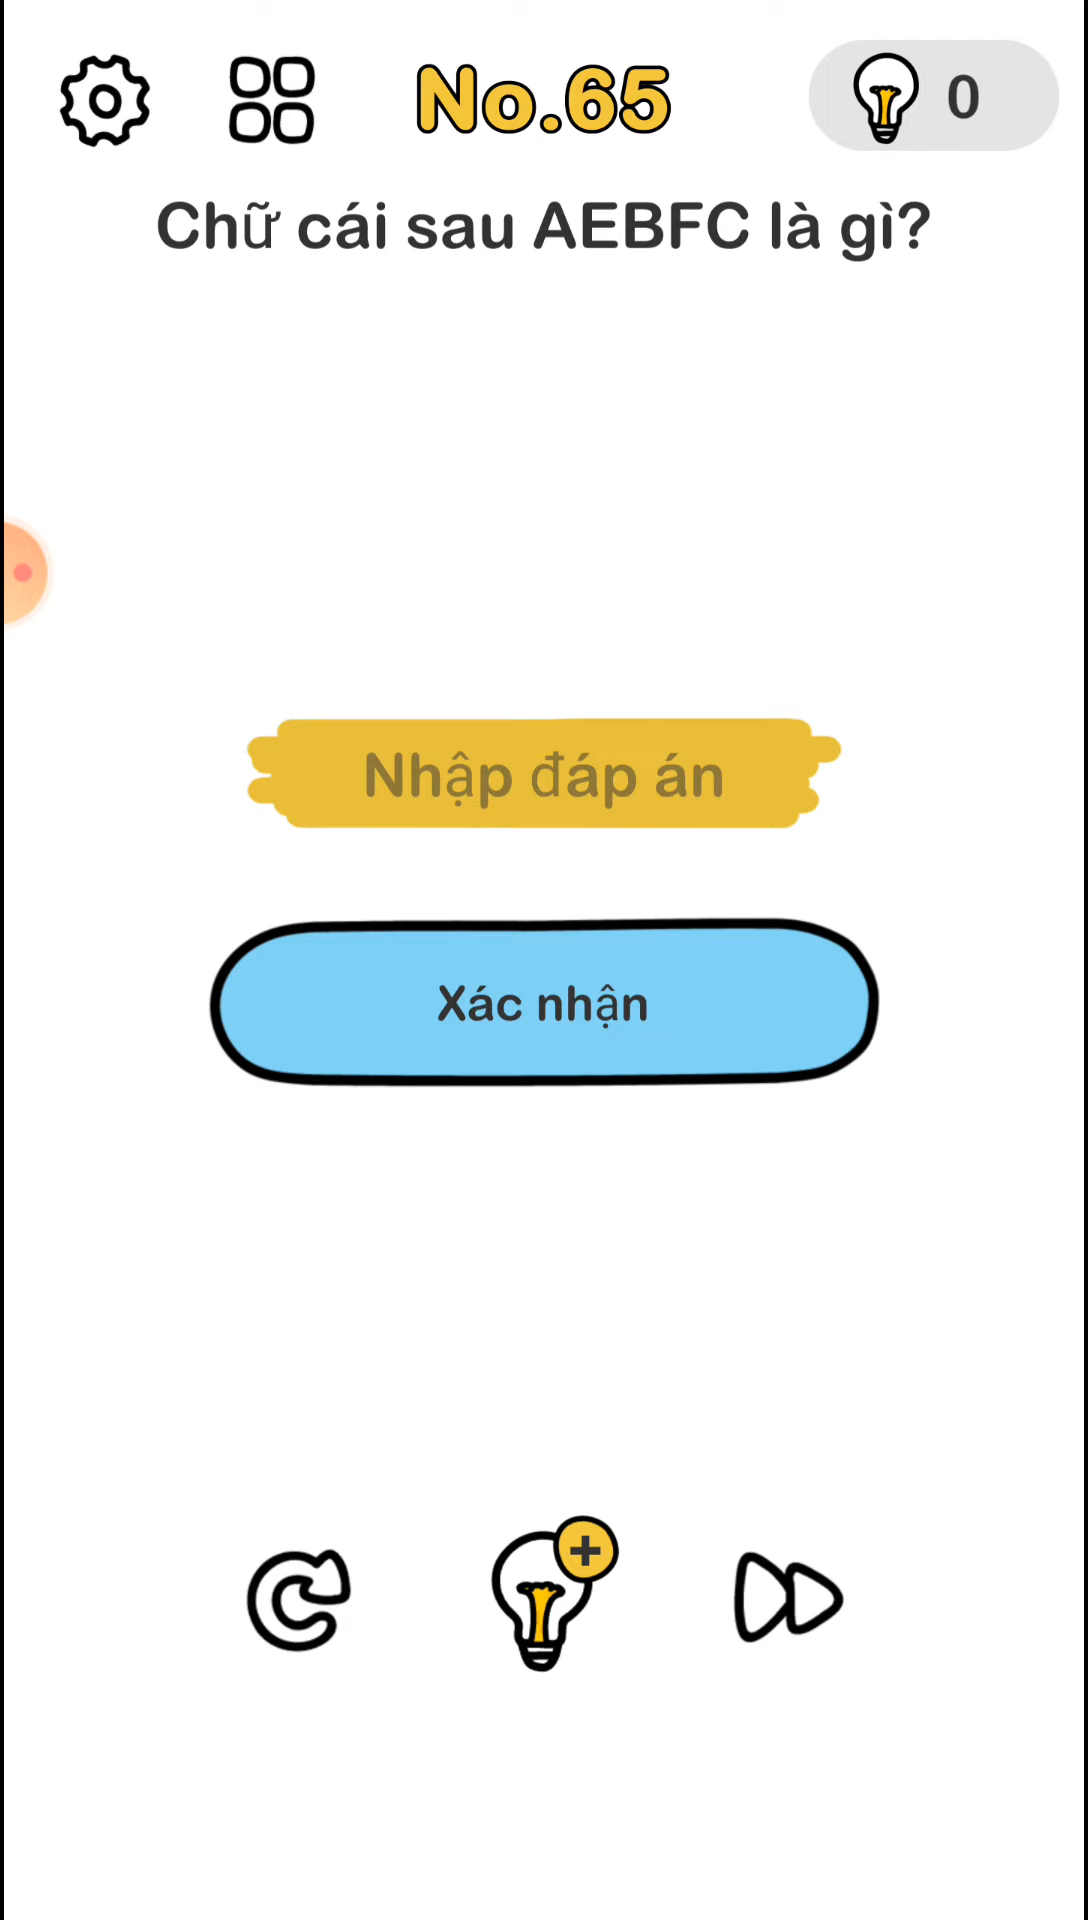 No.65
0
Chữ cái sau AEBFC là gì?
Nhập đáp án
Xác nhận